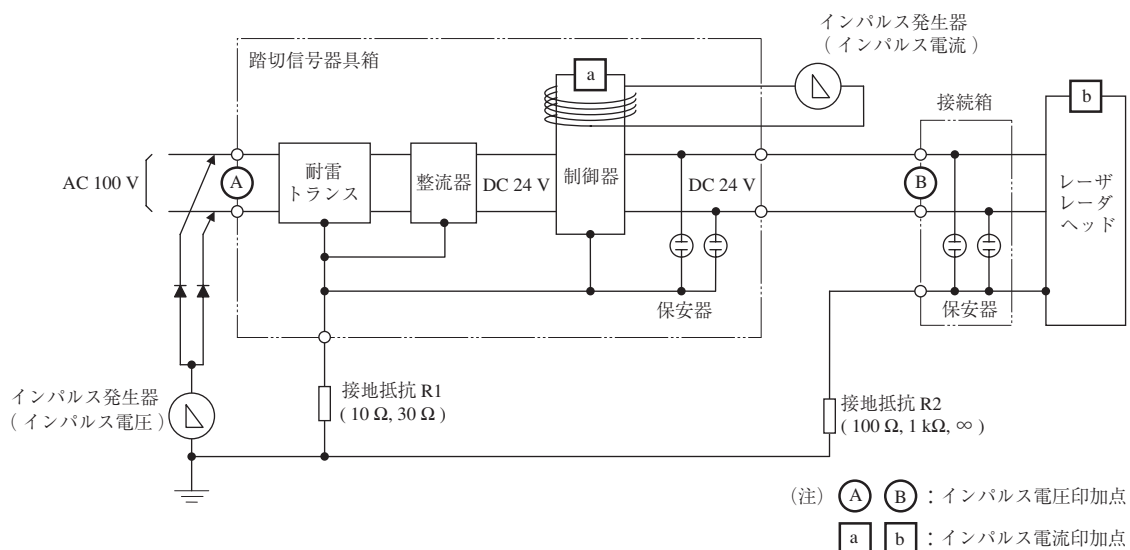 インパルス発生器
( インパルス電流 )
踏切信号器具箱
a
接続箱
b
AC 100 V
A
耐雷
トランス
整流器
DC 24 V
制御器
DC 24 V
B
レーザ
レーダ
ヘッド
保安器
保安器
インパルス発生器
( インパルス電圧 )
接地抵抗 R1
( 10 Ω, 30 Ω )
接地抵抗 R2
( 100 Ω, 1 kΩ, ∞ )
(注) A B : インパルス電圧印加点
a b : インパルス電流印加点